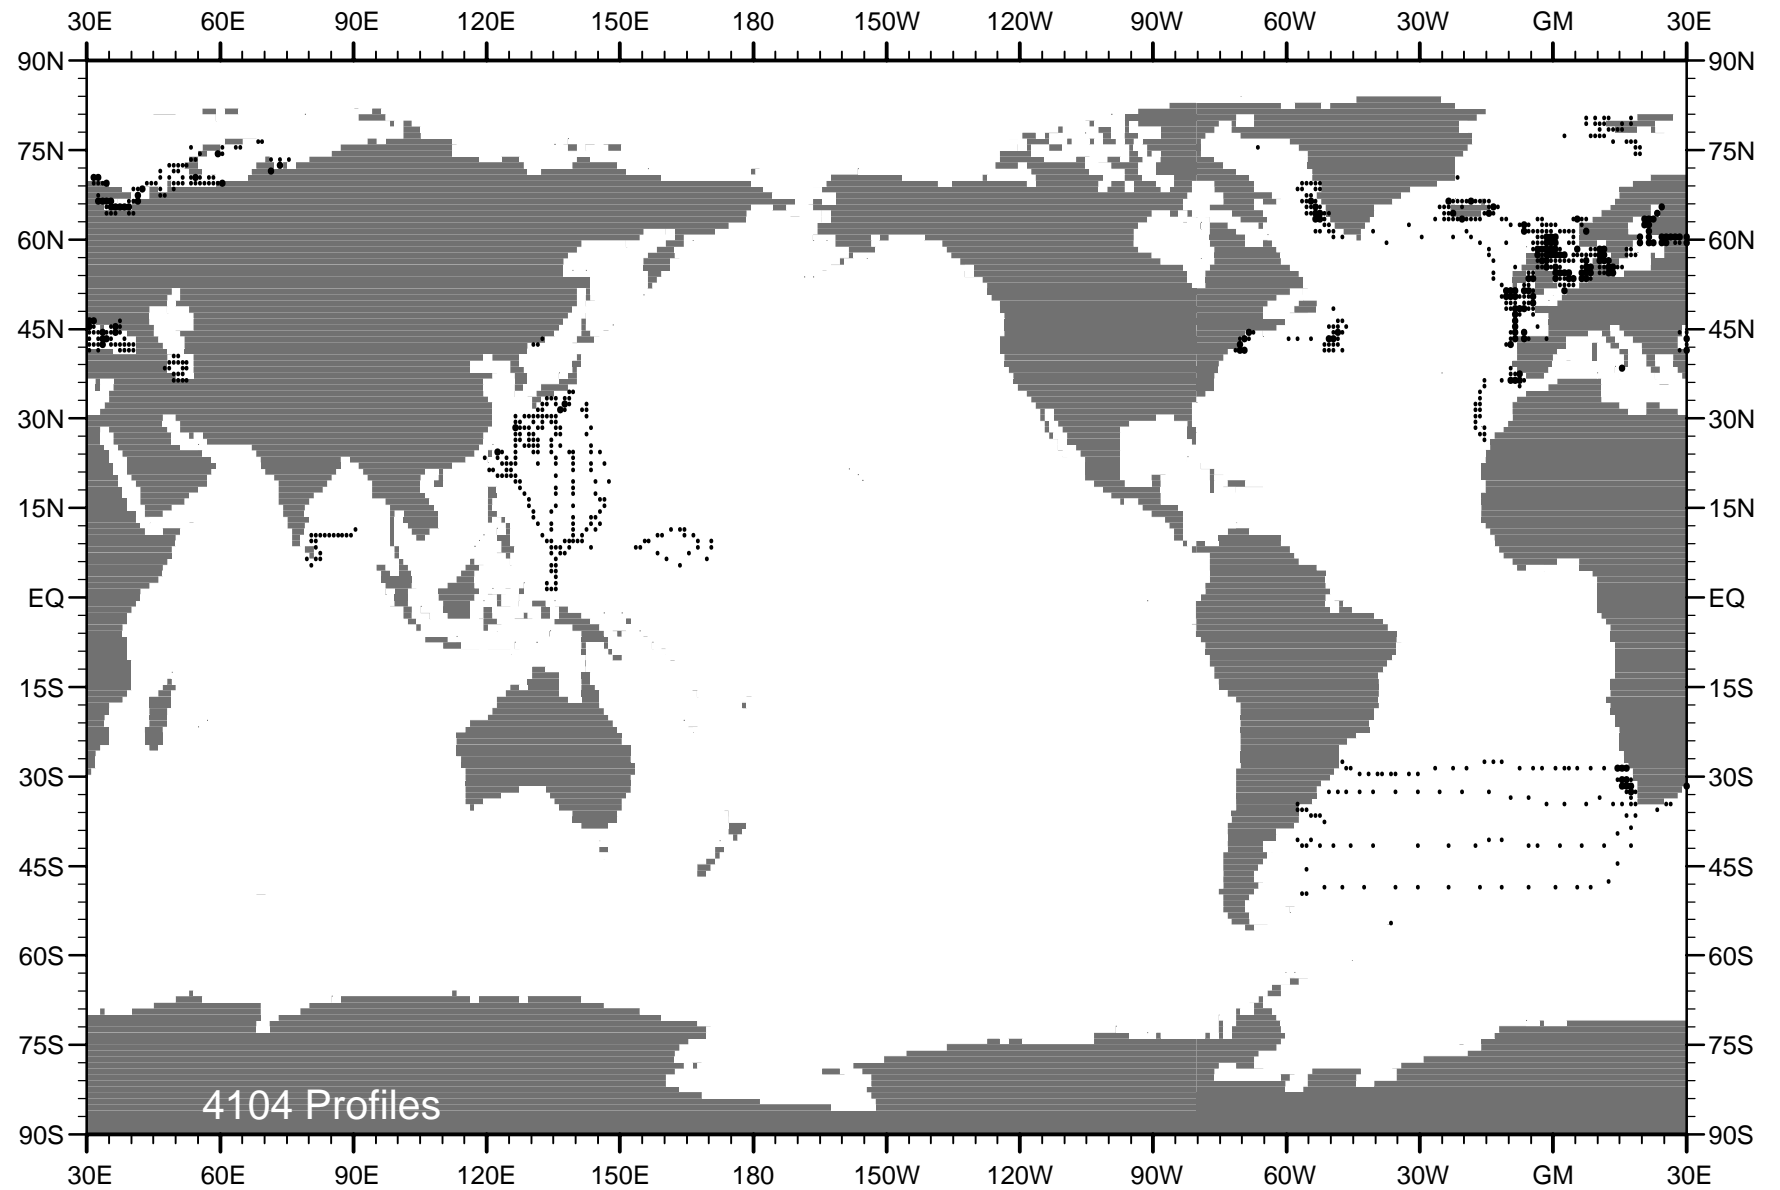 30E 60E 90E 120E 150E 180 150W 120W 90W 60W 30W GM 30E
90N 90N
75N 75N
60N 60N
45N 45N
30N 30N
15N 15N
EQ EQ
15S 15S
30S 30S
45S 45S
60S 60S
75S 75S
4104 Profiles
90S 90S
30E 60E 90E 120E 150E 180 150W 120W 90W 60W 30W GM 30E